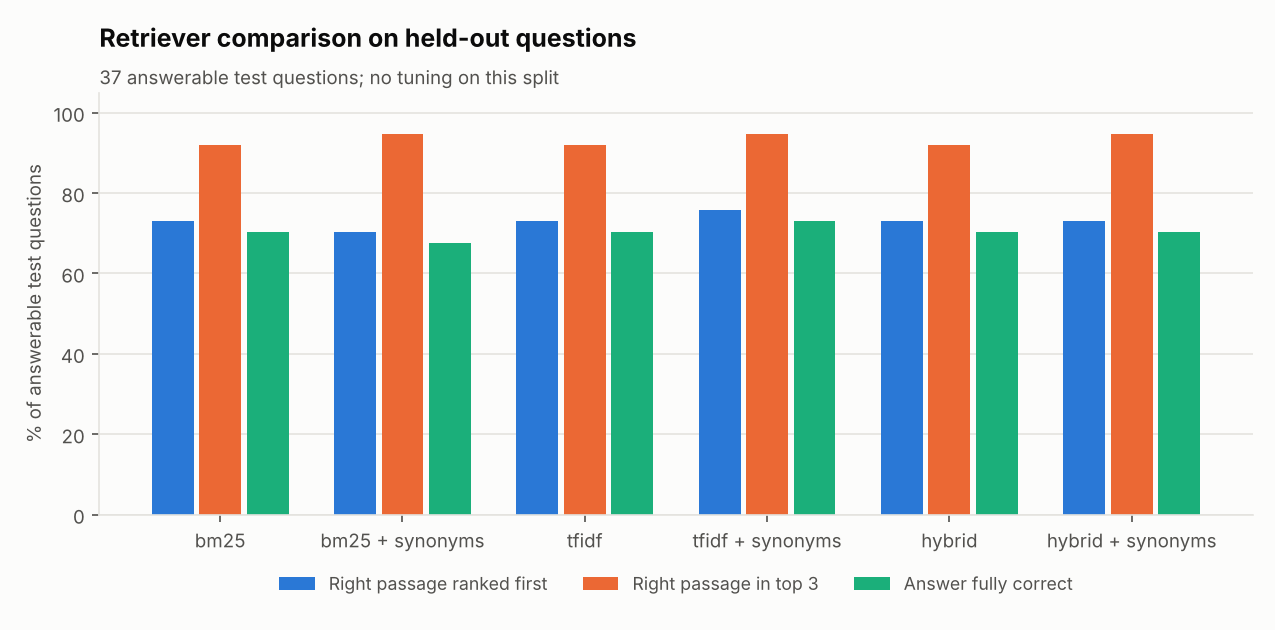 Retriever comparison on held-out questions
37 answerable test questions; no tuning on this split
% of answerable test questions
100
80
60
40
20
0
bm25 bm25 + synonyms tfidf tfidf + synonyms hybrid hybrid + synonyms
Right passage ranked first Right passage in top 3 Answer fully correct